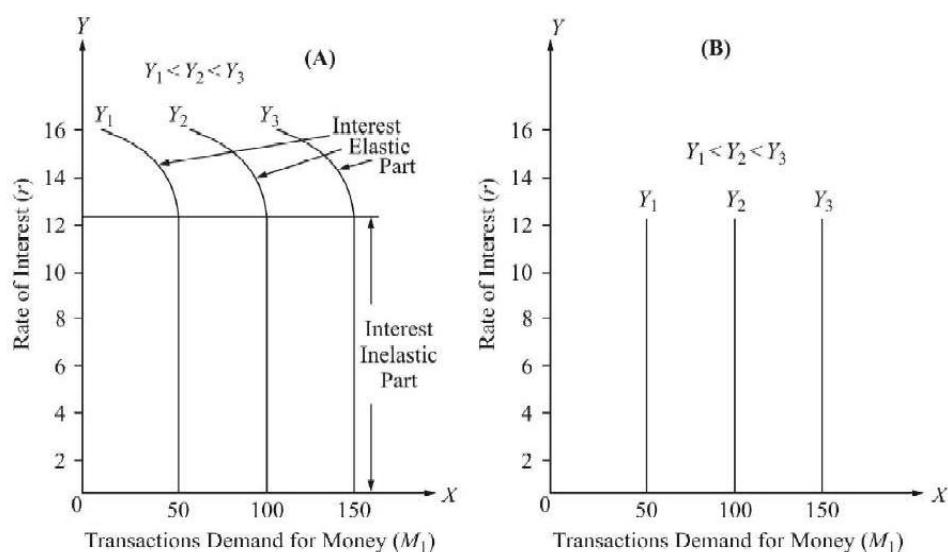 Y
(A)
Y₁ < Y₂ < Y₃
Y₁
Y₂
Y₃
Interest
Elastic
Part
16
14
12
10
8
6
4
2
0
50
100
150
X
Rate of Interest (r)
Interest
Inelastic
Part
Transactions Demand for Money (M₁)
Y
(B)
Y₁ < Y₂ < Y₃
Y₁
Y₂
Y₃
16
14
12
10
8
6
4
2
0
50
100
150
X
Rate of Interest (r)
Transactions Demand for Money (M₁)